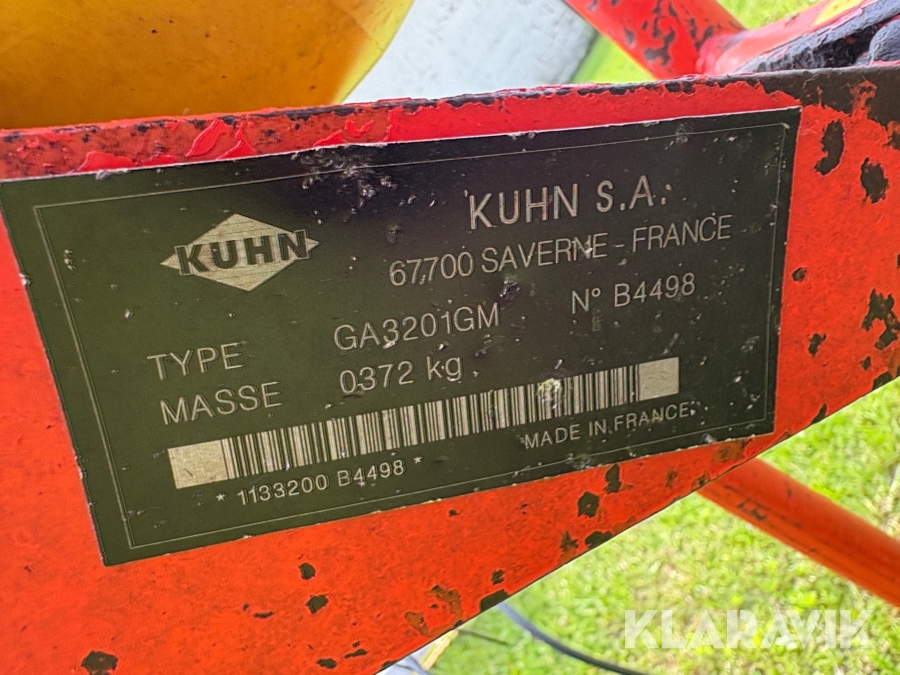 KUHN
KUHN S.A.
67700 SAVERNE - FRANCE
TYPE GA3201GM N° B4498
MASSE 0372 kg
* 1133200 B4498 *
MADE IN FRANCE
KLARAVIK